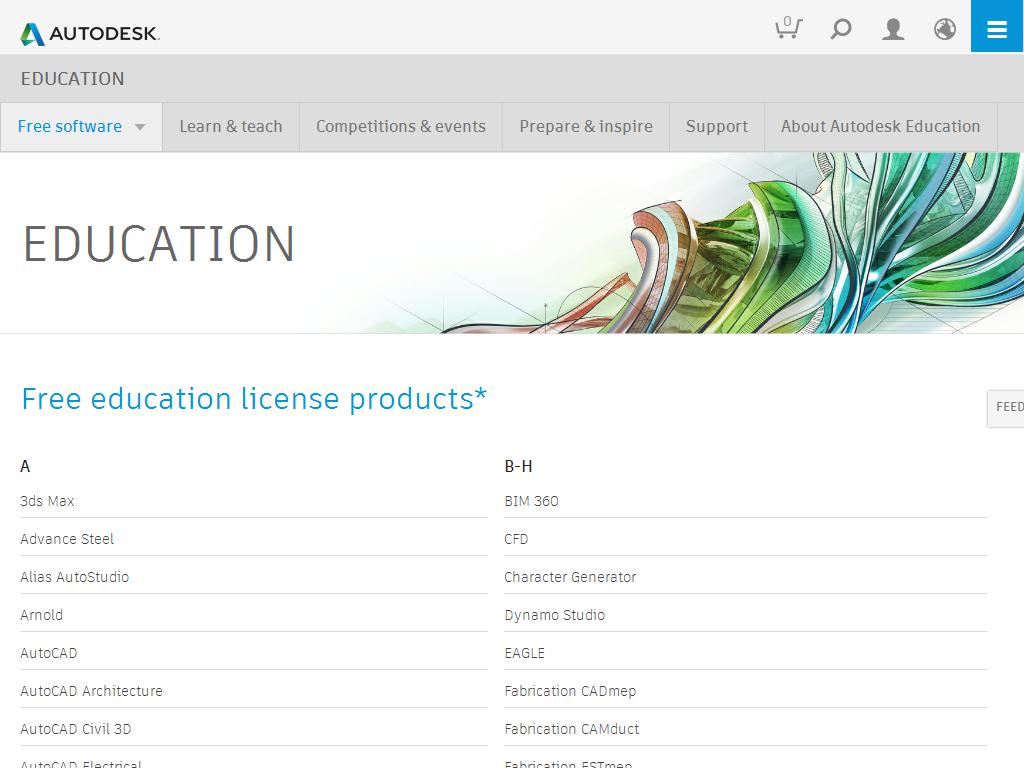 AUTODESK.
0
EDUCATION
Free software
Learn & teach
Competitions & events
Prepare & inspire
Support
About Autodesk Education
EDUCATION
Free education license products*
FEED
A
3ds Max
Advance Steel
Alias AutoStudio
Arnold
AutoCAD
AutoCAD Architecture
AutoCAD Civil 3D
AutoCAD Electrical
B-H
BIM 360
CFD
Character Generator
Dynamo Studio
EAGLE
Fabrication CADmep
Fabrication CAMduct
Fabrication ESTmep